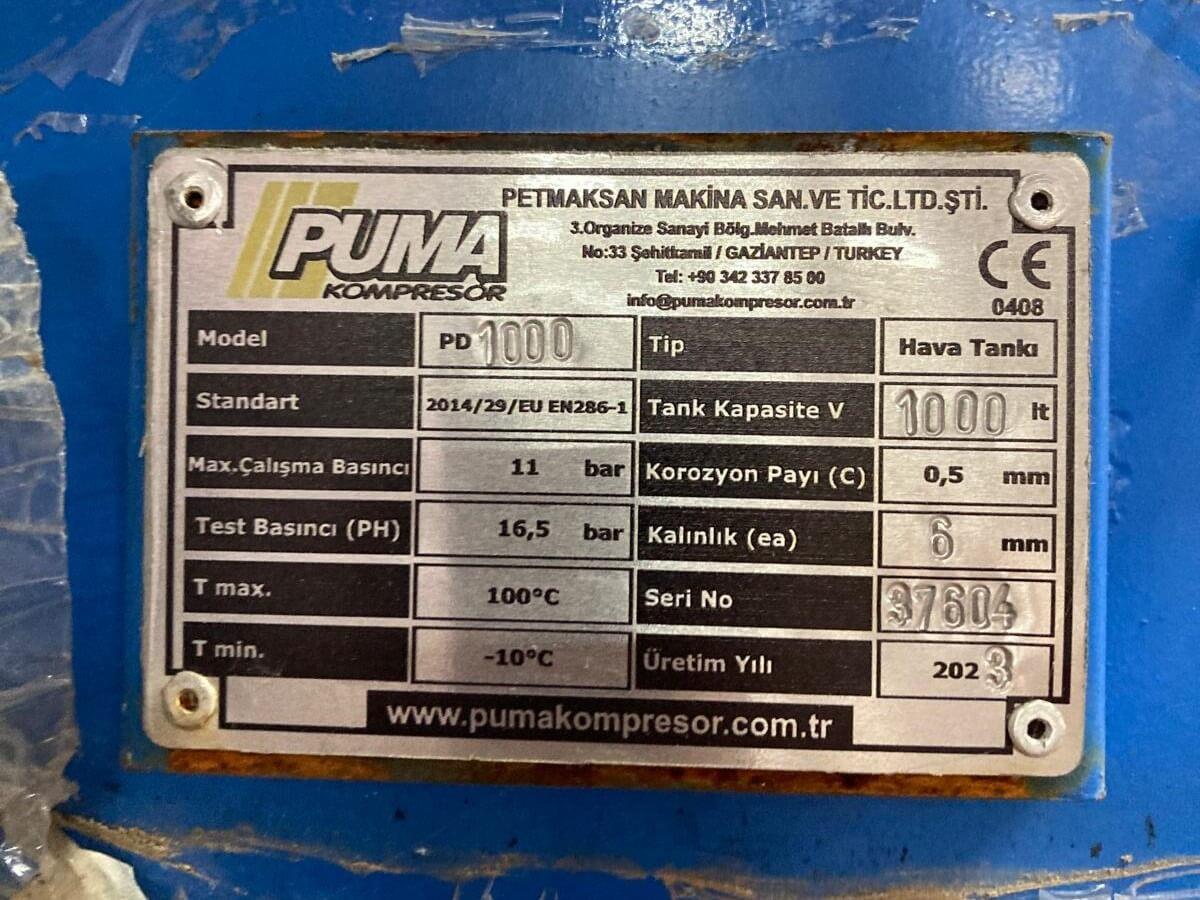 PUMA
KOMPRESÖR
PETMAKSAN MAKİNA SAN.VE TİC.LTD.ŞTİ.
3.Organize Sanayi Bölg.Mehmet Batallı Bulv.
No:33 Şehitkamil / GAZİANTEP / TURKEY
Tel: +90 342 337 85 00
info@pumakompresor.com.tr
CE
0408
Model PD 1000 Tip Hava Tankı
Standart 2014/29/EU EN286-1 Tank Kapasite V 1000 lt
Max.Çalışma Basıncı 11 bar Korozyon Payı (C) 0,5 mm
Test Basıncı (PH) 16,5 bar Kalınlık (ea) 6 mm
T max. 100°C Seri No 37604
T min. -10°C Üretim Yılı 2023
www.pumakompresor.com.tr